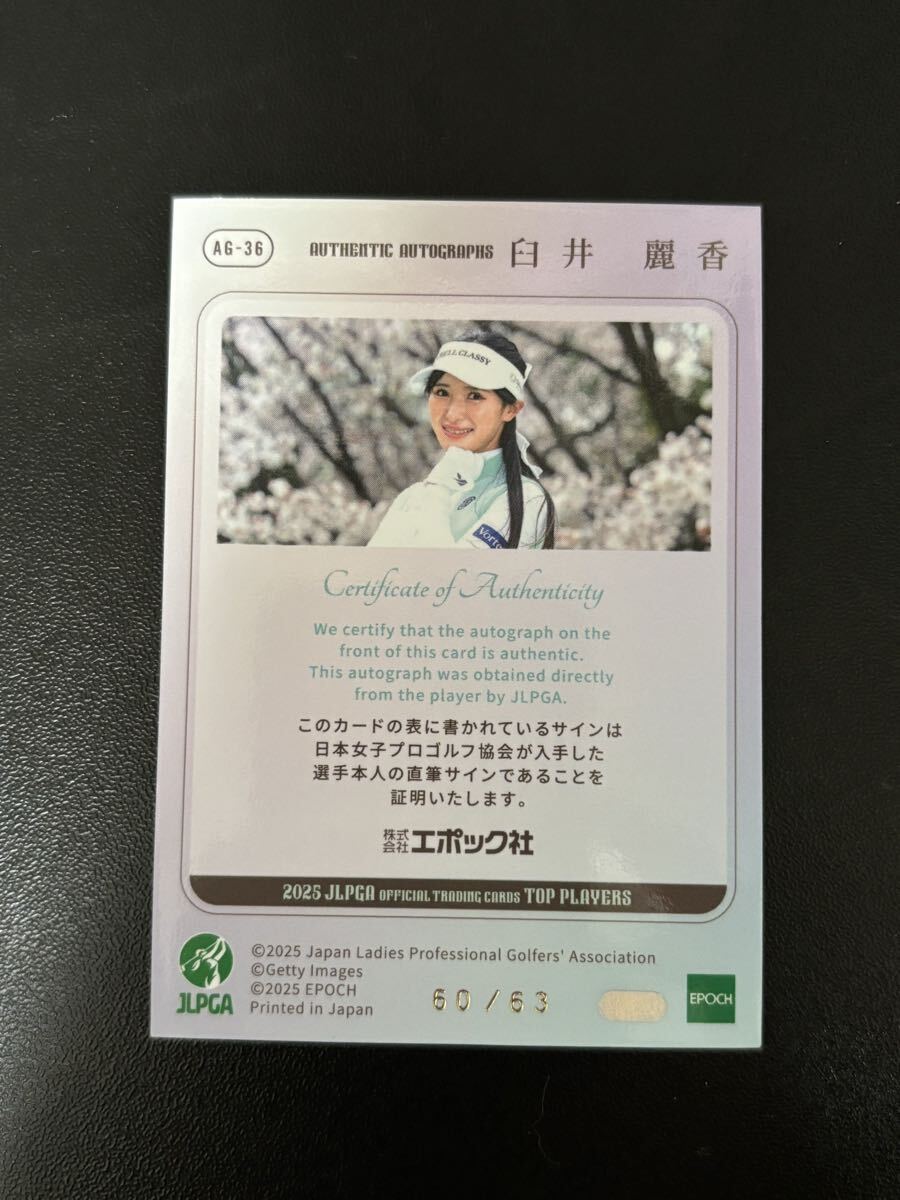 AG-36
AUTHENTIC AUTOGRAPHS 臼井 麗香
Certificate of Authenticity
We certify that the autograph on the
front of this card is authentic.
This autograph was obtained directly
from the player by JLPGA.
このカードの表に書かれているサインは
日本女子プロゴルフ協会が入手した
選手本人の直筆サインであることを
証明いたします。
株式会社エポック社
2025 JLPGA OFFICIAL TRADING CARDS TOP PLAYERS
JLPGA
©2025 Japan Ladies Professional Golfers' Association
©Getty Images
©2025 EPOCH
Printed in Japan
60/63
EPOCH